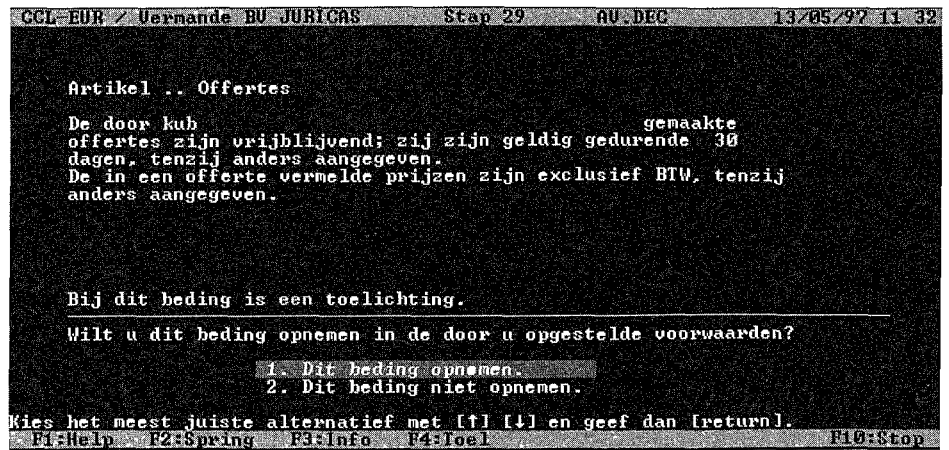 CCL-EUR / Vermande BV JURICAS Stap 29 AV.DEC 13/05/97 11 32
Artikel .. Offertes
De door kub gemaakte
offertes zijn vrijblijvend; zij zijn geldig gedurende 30
dagen, tenzij anders aangegeven.
De in een offerte vermelde prijzen zijn exclusief BTW, tenzij
anders aangegeven.
Bij dit beding is een toelichting.
Wilt u dit beding opnemen in de door u opgestelde voorwaarden?
1. Dit beding opnemen.
2. Dit beding niet opnemen.
Kies het meest juiste alternatief met [↑] [↓] en geef dan [return].
F1:Help F2:Spring F3:Info F4:Toel F10:Stop